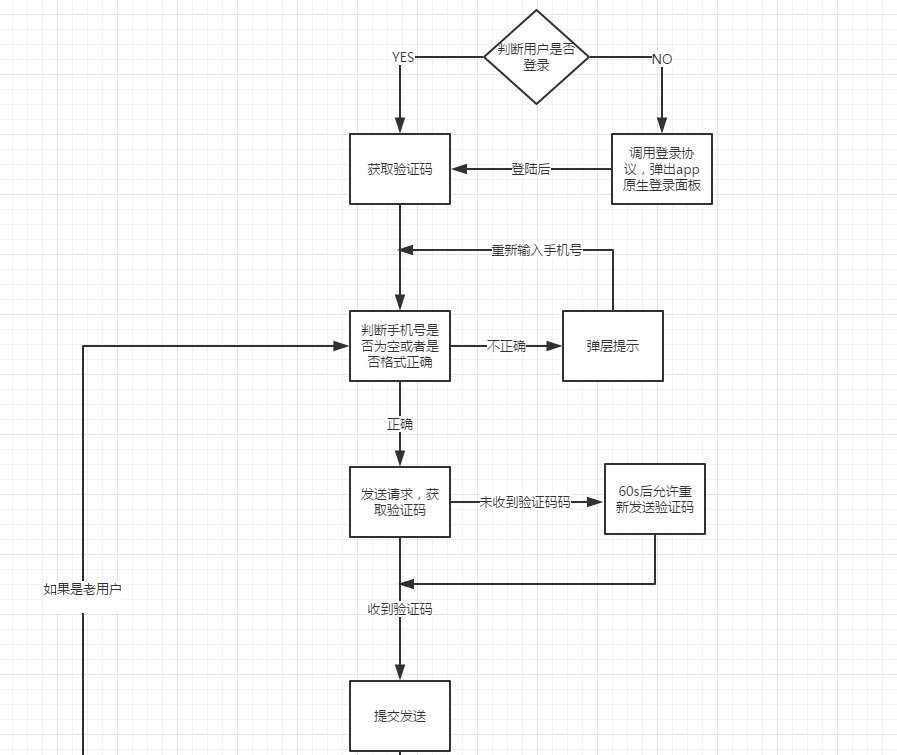 判断用户是否
登录
YES
NO
获取验证码
登陆后
调用登录协
议，弹出app
原生登录面板
重新输入手机号
判断手机号是
否为空或者是
否格式正确
不正确
弹层提示
正确
发送请求，获
取验证码
未收到验证码码
60s后允许重
新发送验证码
如果是老用户
收到验证码
提交发送